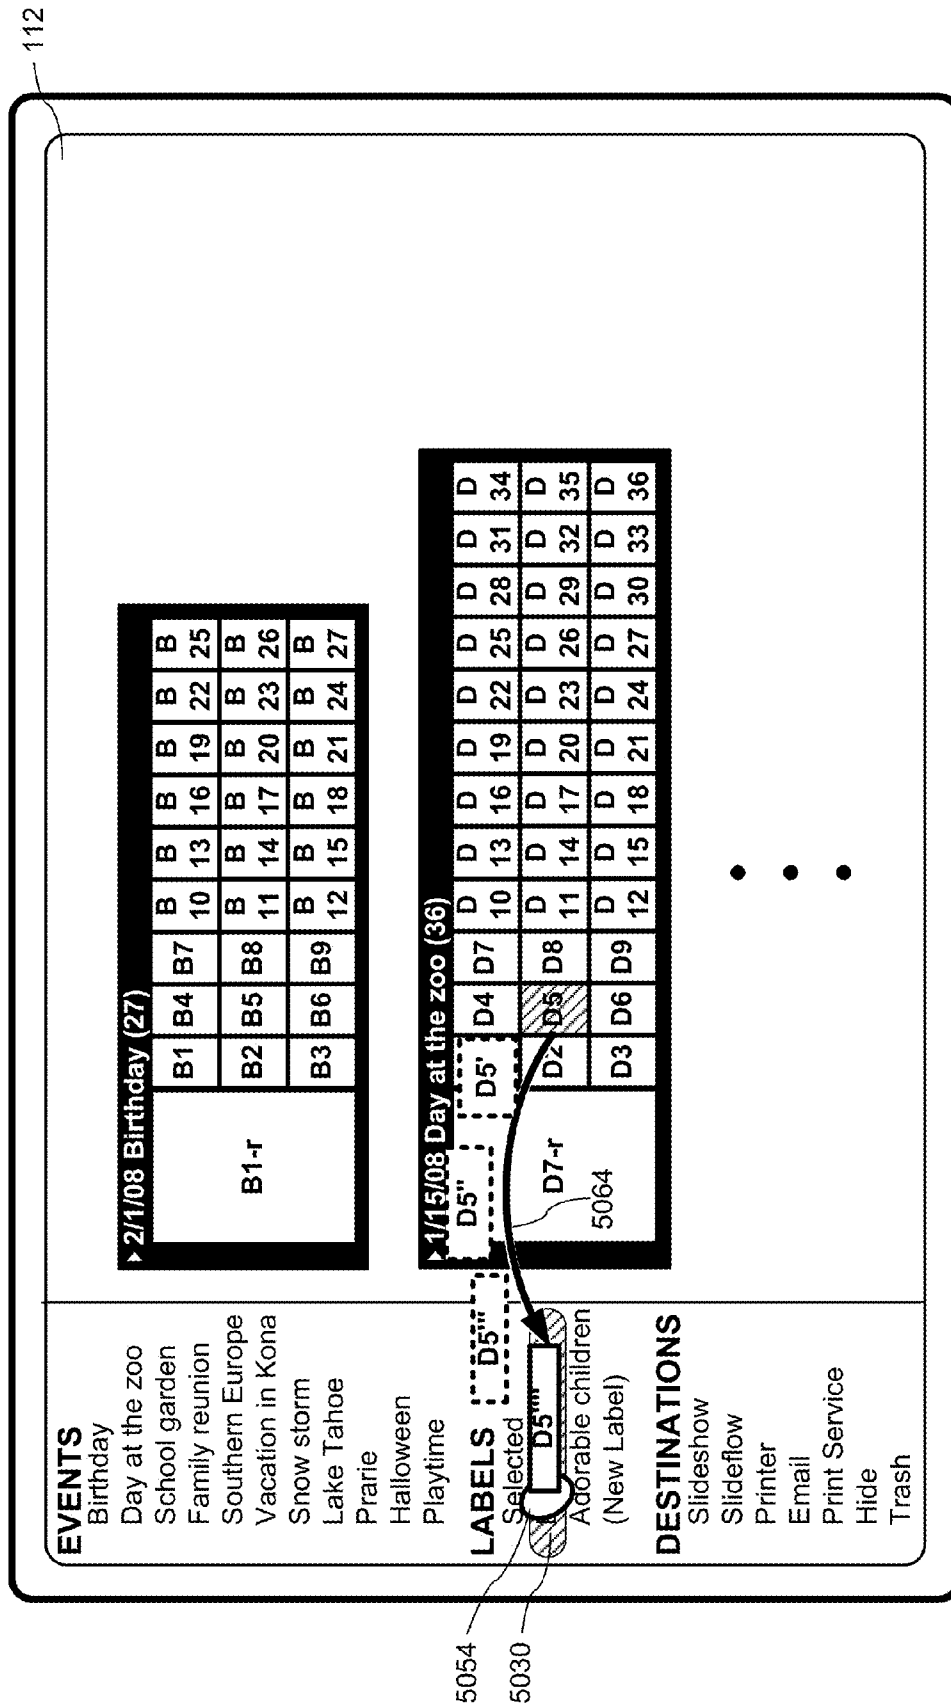 112
EVENTS
Birthday
Day at the zoo
School garden
Family reunion
Southern Europe
Vacation in Kona
Snow storm
Lake Tahoe
Prarie
Halloween
Playtime
LABELS
Selected
Adorable children
(New Label)
DESTINATIONS
Slideshow
Slideflow
Printer
Email
Print Service
Hide
Trash
2/1/08 Birthday (27)
B1-r
B1 B4 B7 B 10 B 13 B 16 B 19 B 22 B 25
B2 B5 B8 B 11 B 14 B 17 B 20 B 23 B 26
B3 B6 B9 B 12 B 15 B 18 B 21 B 24 B 27
1/15/08 Day at the zoo (36)
D7-r
D4 D7 D 10 D 13 D 16 D 19 D 22 D 25 D 28 D 31 D 34
D2 D5 D8 D 11 D 14 D 17 D 20 D 23 D 26 D 29 D 32 D 35
D3 D6 D9 D 12 D 15 D 18 D 21 D 24 D 27 D 30 D 33 D 36
D5'
D5''
D5'''
D5''''
5064
5054
5030